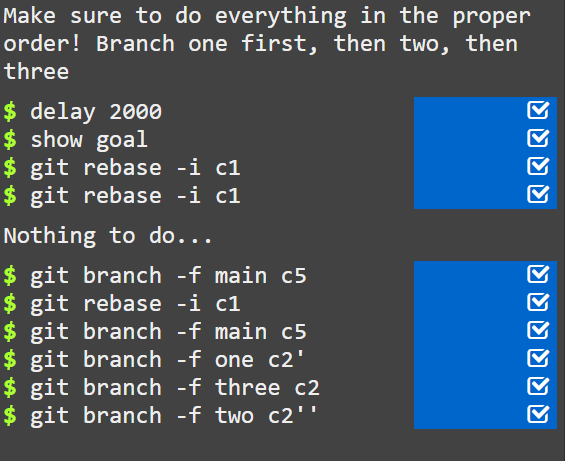 Make sure to do everything in the proper
order! Branch one first, then two, then
three
$ delay 2000
$ show goal
$ git rebase -i c1
$ git rebase -i c1
Nothing to do...
$ git branch -f main c5
$ git rebase -i c1
$ git branch -f main c5
$ git branch -f one c2'
$ git branch -f three c2
$ git branch -f two c2''